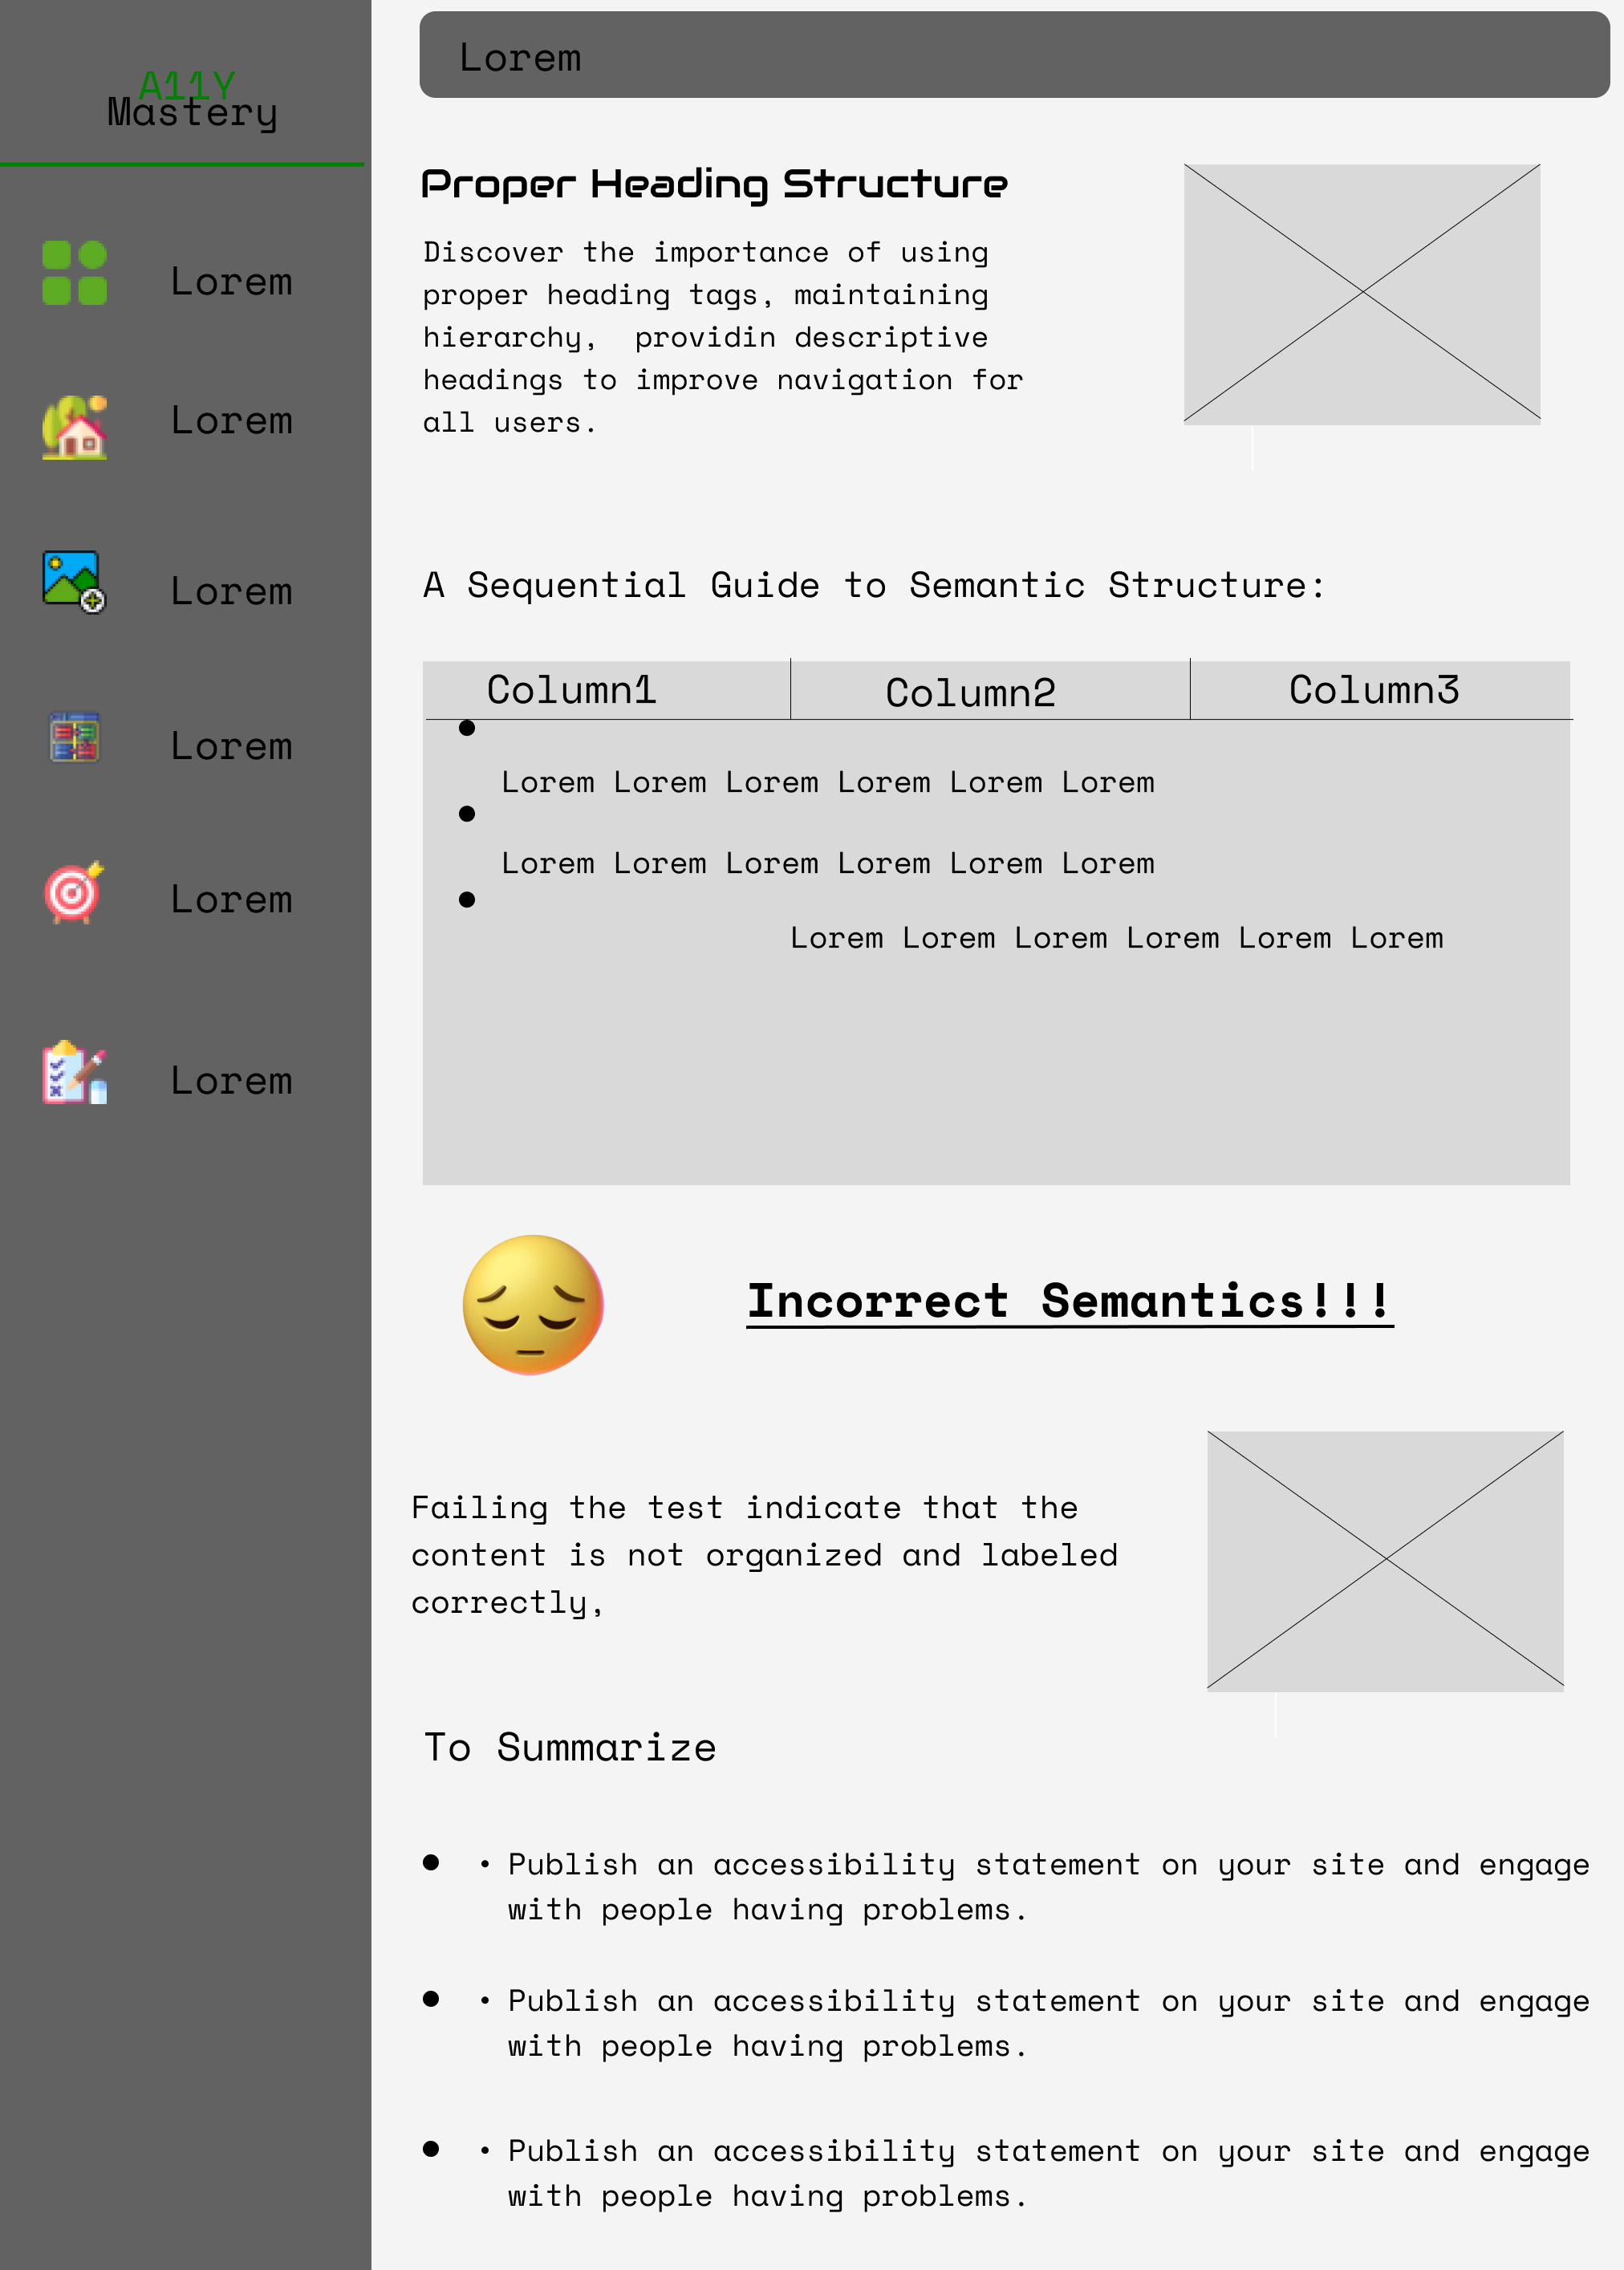 A11Y
Mastery
Lorem
Lorem
Lorem
Lorem
Lorem
Lorem
Lorem
Proper Heading Structure
Discover the importance of using
proper heading tags, maintaining
hierarchy,  providin descriptive
headings to improve navigation for
all users.
A Sequential Guide to Semantic Structure:
Column1 Column2 Column3
Lorem Lorem Lorem Lorem Lorem Lorem
Lorem Lorem Lorem Lorem Lorem Lorem
Lorem Lorem Lorem Lorem Lorem Lorem
Incorrect Semantics!!!
Failing the test indicate that the
content is not organized and labeled
correctly,
To Summarize
• Publish an accessibility statement on your site and engage
with people having problems.
• Publish an accessibility statement on your site and engage
with people having problems.
• Publish an accessibility statement on your site and engage
with people having problems.